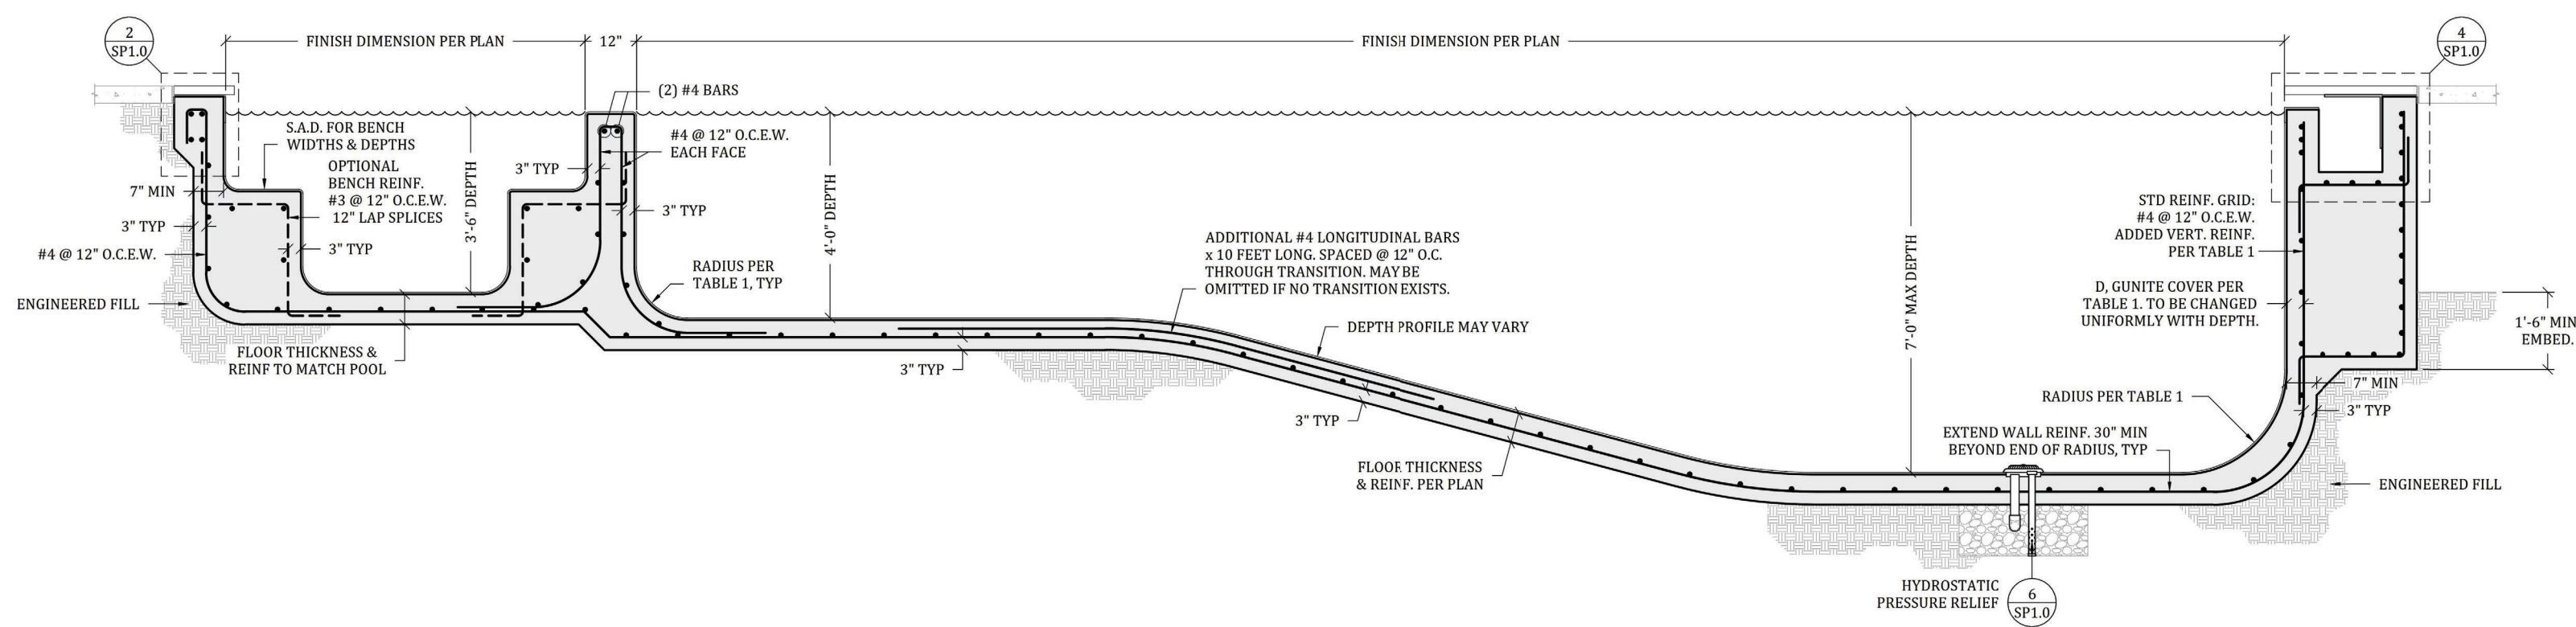 2
SP1.0
FINISH DIMENSION PER PLAN
12"
FINISH DIMENSION PER PLAN
4
SP1.0
(2) #4 BARS
S.A.D. FOR BENCH
WIDTHS & DEPTHS
OPTIONAL
BENCH REINF.
#3 @ 12" O.C.E.W.
12" LAP SPLICES
#4 @ 12" O.C.E.W.
EACH FACE
3" TYP
7" MIN
3'-6" DEPTH
3" TYP
4'-0" DEPTH
3" TYP
3" TYP
#4 @ 12" O.C.E.W.
ENGINEERED FILL
FLOOR THICKNESS &
REINF TO MATCH POOL
RADIUS PER
TABLE 1, TYP
ADDITIONAL #4 LONGITUDINAL BARS
x 10 FEET LONG. SPACED @ 12" O.C.
THROUGH TRANSITION. MAY BE
OMITTED IF NO TRANSITION EXISTS.
DEPTH PROFILE MAY VARY
3" TYP
3" TYP
FLOOR THICKNESS
& REINF. PER PLAN
7'-0" MAX DEPTH
STD REINF. GRID:
#4 @ 12" O.C.E.W.
ADDED VERT. REINF.
PER TABLE 1
D, GUNITE COVER PER
TABLE 1. TO BE CHANGED
UNIFORMLY WITH DEPTH.
1'-6" MIN
EMBED.
RADIUS PER TABLE 1
7" MIN
3" TYP
EXTEND WALL REINF. 30" MIN
BEYOND END OF RADIUS, TYP
ENGINEERED FILL
HYDROSTATIC
PRESSURE RELIEF
6
SP1.0